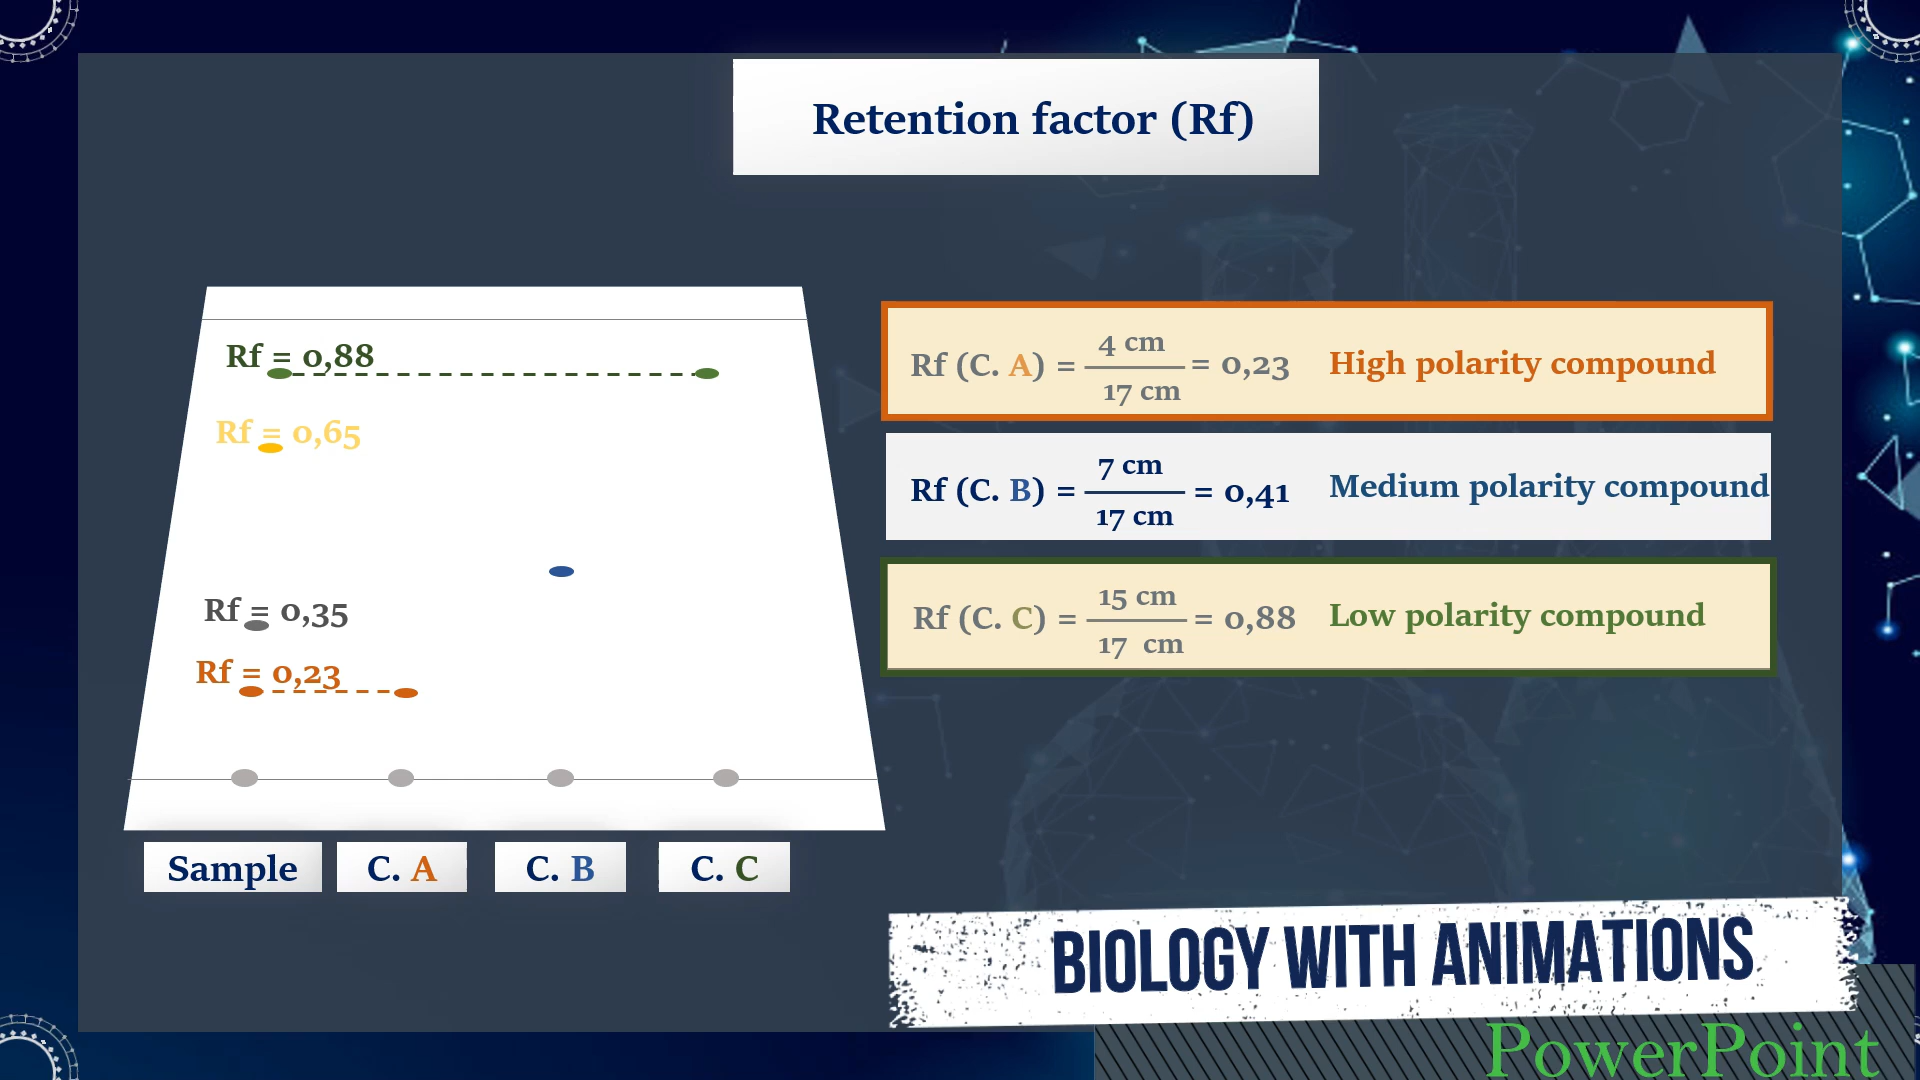 Retention factor (Rf)
Rf = 0,88
Rf = 0,65
Rf = 0,35
Rf = 0,23
Sample
C. A
C. B
C. C
Rf (C. A) = 4 cm / 17 cm = 0,23 High polarity compound
Rf (C. B) = 7 cm / 17 cm = 0,41 Medium polarity compound
Rf (C. C) = 15 cm / 17 cm = 0,88 Low polarity compound
BIOLOGY WITH ANIMATIONS
PowerPoint